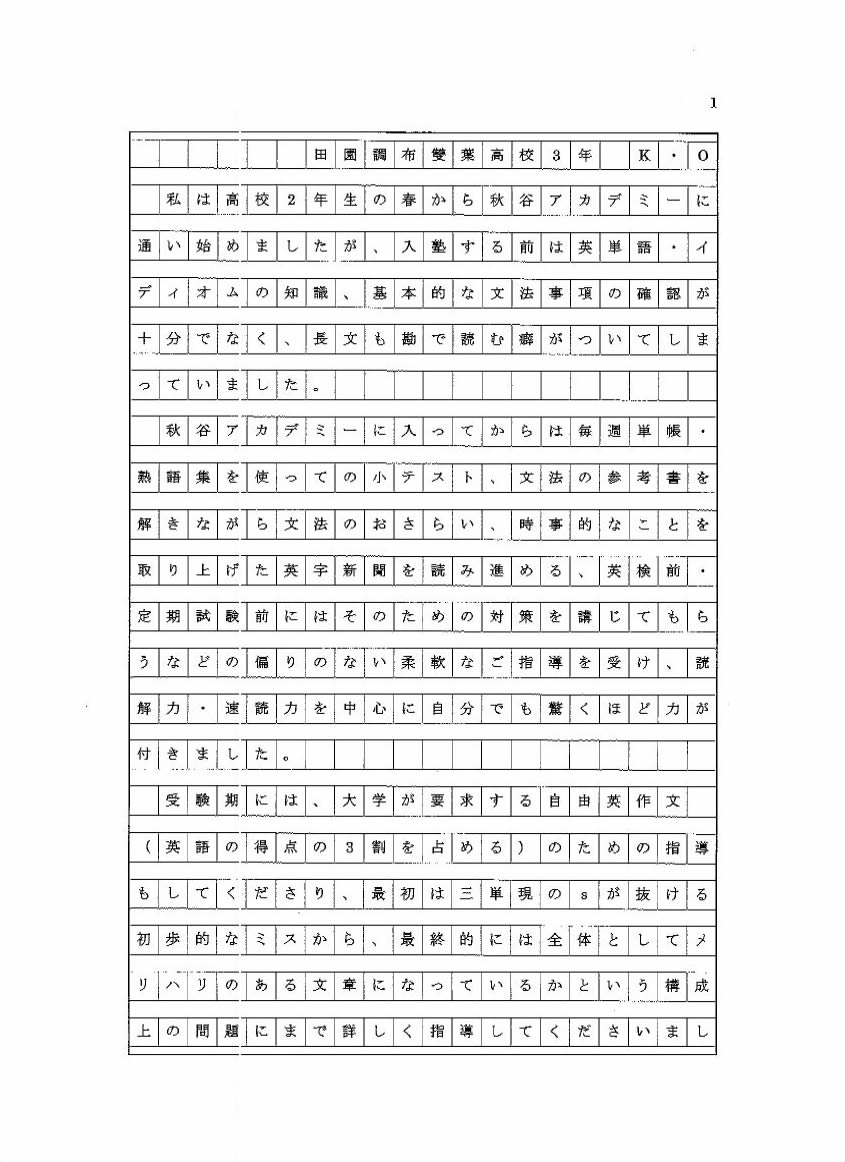 1
田園調布雙葉高校3年 K・O
私は高校2年生の春から秋谷アカデミーに
通い始めましたが、入塾する前は英単語・イ
ディオムの知識、基本的な文法事項の確認が
十分でなく、長文も勘で読む癖がついてしま
っていました。
秋谷アカデミーに入ってからは毎週単帳・
熟語集を使っての小テスト、文法の参考書を
解きながら文法のおさらい、時事的なことを
取り上げた英字新聞を読み進める、英検前・
定期試験前にはそのための対策を講じてもら
うなどの偏りのない柔軟なご指導を受け、読
解力・速読力を中心に自分でも驚くほど力が
付きました。
受験期には、大学が要求する自由英作文
(英語の得点の3割を占める)のための指導
もしてくださり、最初は三単現のsが抜ける
初歩的なミスから、最終的には全体としてメ
リハリのある文章になっているかという構成
上の問題にまで詳しく指導してくださいまし